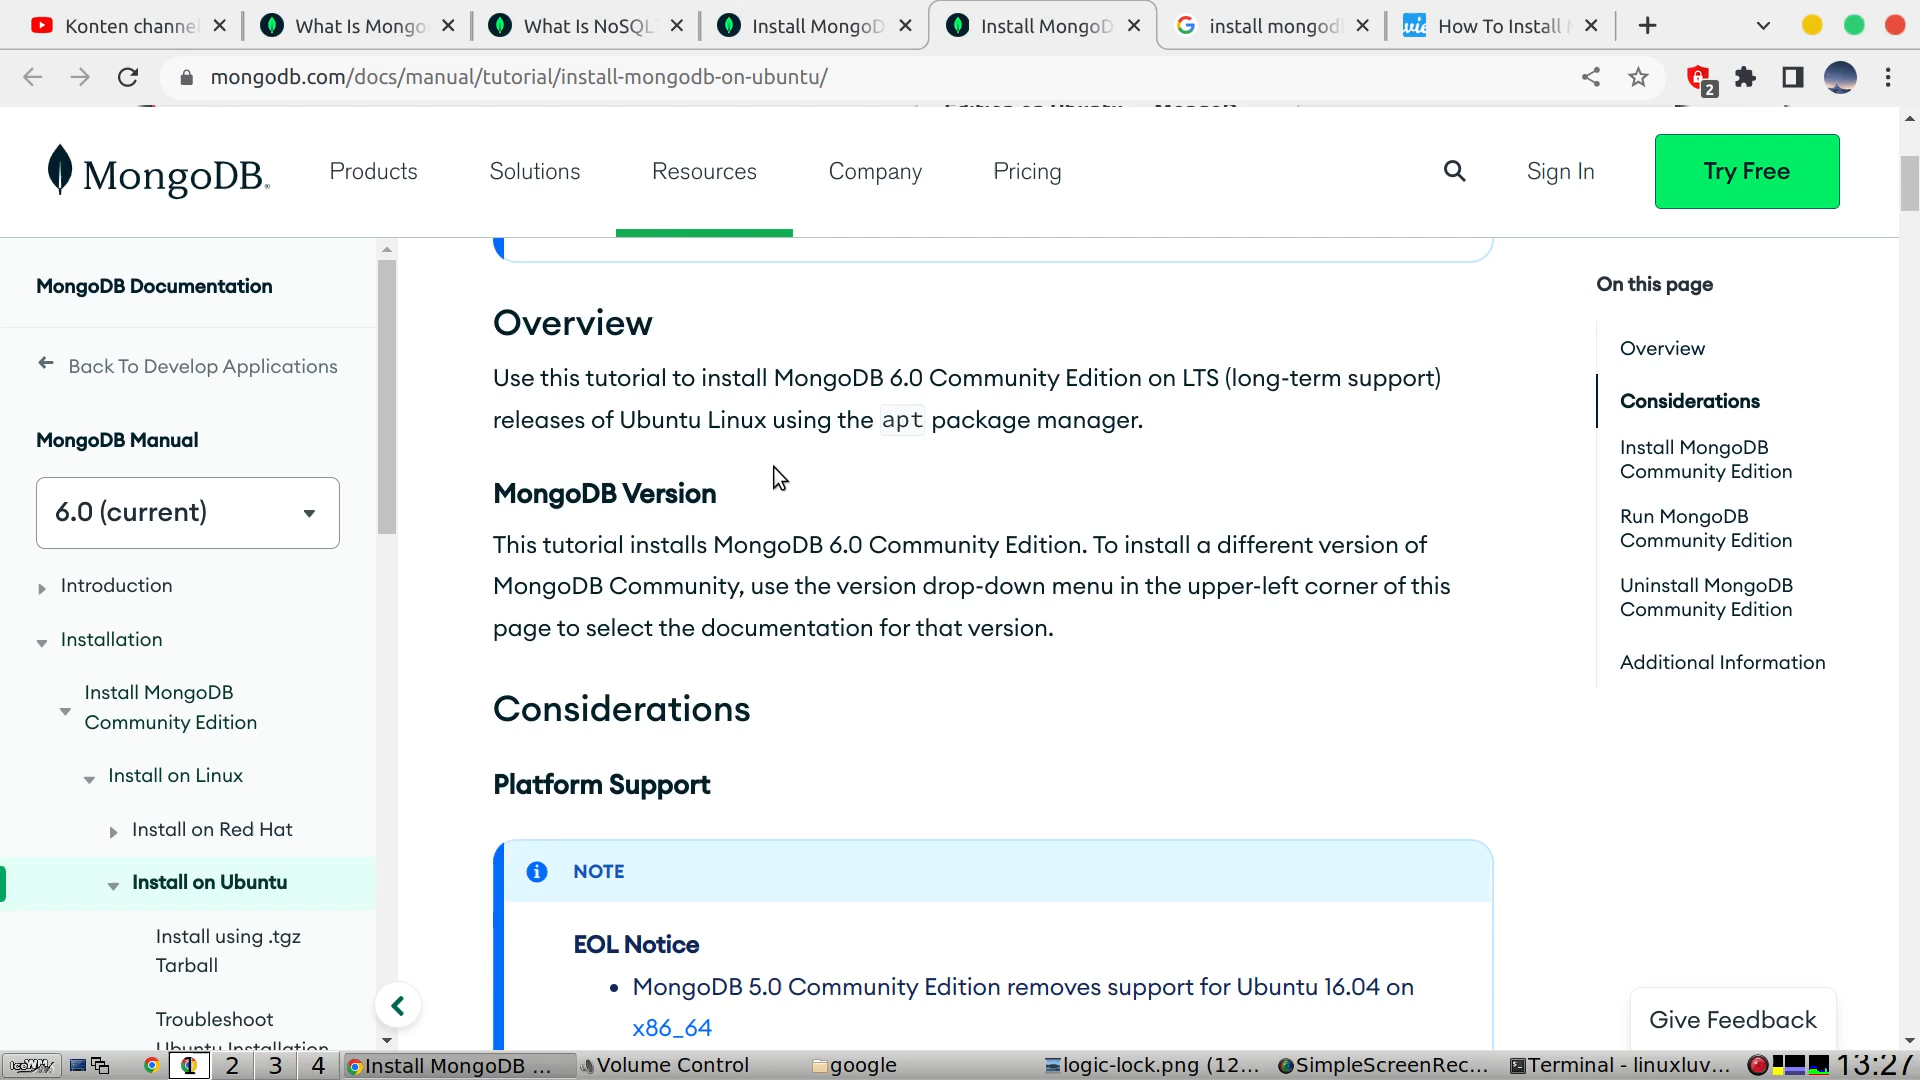 Konten channe
What Is Mongo
What Is NoSQL
Install MongoD
Install MongoD
install mongod
How To Install
mongodb.com/docs/manual/tutorial/install-mongodb-on-ubuntu/
2
MongoDB.
Products
Solutions
Resources
Company
Pricing
Sign In
Try Free
MongoDB Documentation
Back To Develop Applications
MongoDB Manual
6.0 (current)
Introduction
Installation
Install MongoDB
Community Edition
Install on Linux
Install on Red Hat
Install on Ubuntu
Install using .tgz
Tarball
Troubleshoot
Ubuntu Installation
Overview
Use this tutorial to install MongoDB 6.0 Community Edition on LTS (long-term support)
releases of Ubuntu Linux using the apt package manager.
MongoDB Version
This tutorial installs MongoDB 6.0 Community Edition. To install a different version of
MongoDB Community, use the version drop-down menu in the upper-left corner of this
page to select the documentation for that version.
Considerations
Platform Support
NOTE
EOL Notice
• MongoDB 5.0 Community Edition removes support for Ubuntu 16.04 on
x86_64
On this page
Overview
Considerations
Install MongoDB
Community Edition
Run MongoDB
Community Edition
Uninstall MongoDB
Community Edition
Additional Information
Give Feedback
1
2
3
4
Install MongoDB ...
Volume Control
google
logic-lock.png (12...
SimpleScreenRec...
Terminal - linuxluv...
13:27